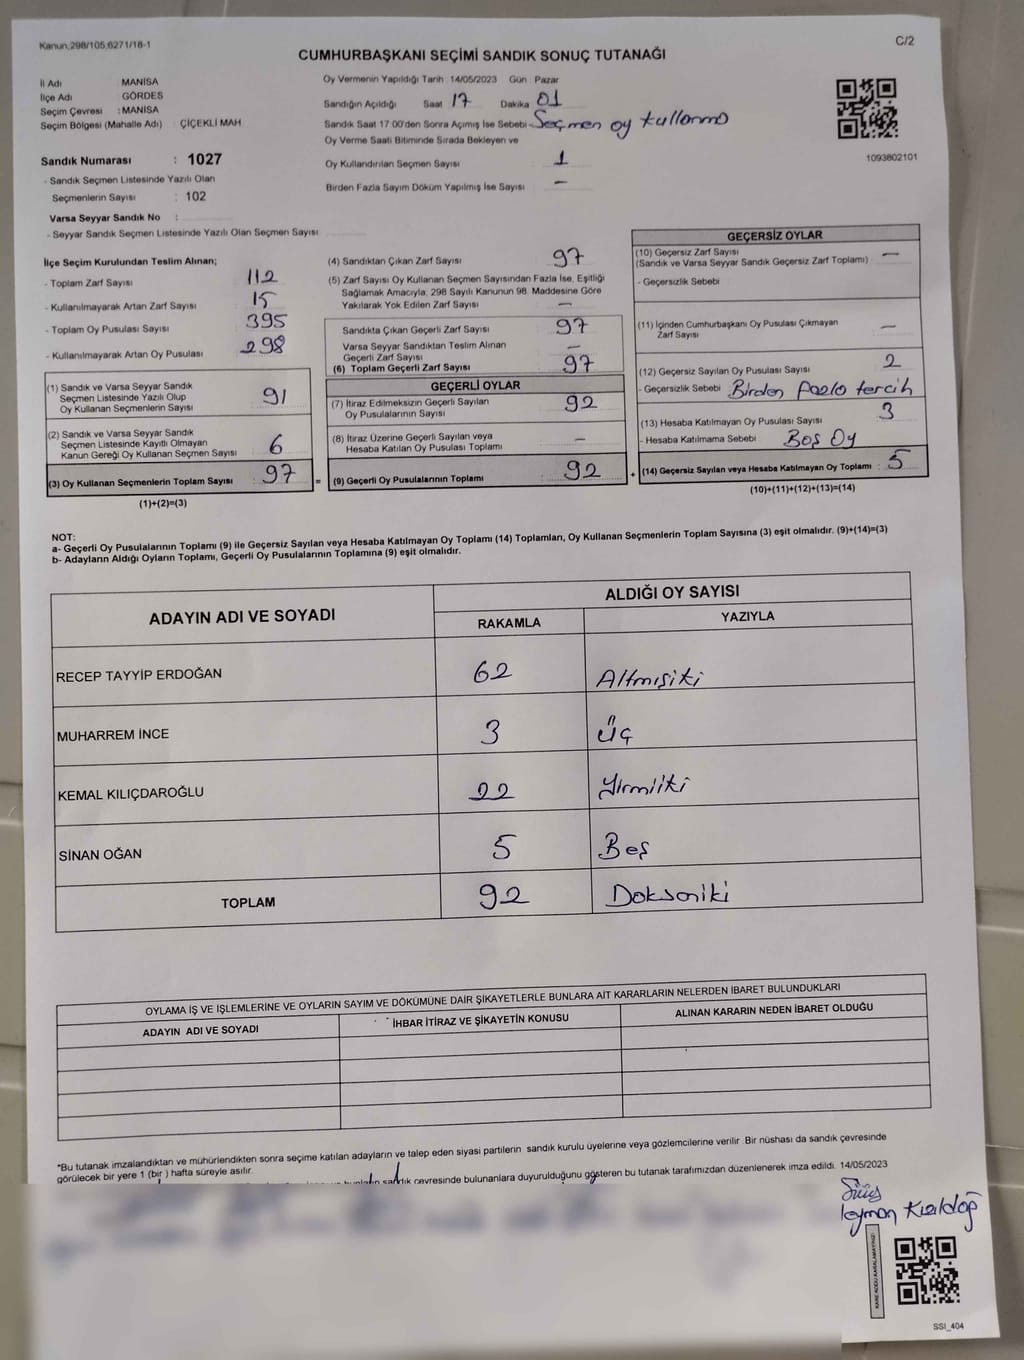 Kanun,298/105,6271/18-1
C/2
CUMHURBAŞKANI SEÇİMİ SANDIK SONUÇ TUTANAĞI
İl Adı : MANİSA
İlçe Adı : GÖRDES
Seçim Çevresi : MANİSA
Seçim Bölgesi (Mahalle Adı) : ÇİÇEKLİ MAH
Oy Vermenin Yapıldığı Tarih : 14/05/2023 Gün : Pazar
Sandığın Açıldığı Saat 17 Dakika 01
Sandık Saat 17:00'den Sonra Açımış İse Sebebi : Seçmen oy kullanma
Oy Verme Saati Bitiminde Sırada Bekleyen ve
Oy Kullandırılan Seçmen Sayısı 1
Birden Fazla Sayım Döküm Yapılmış İse Sayısı –
1093802101
Sandık Numarası : 1027
- Sandık Seçmen Listesinde Yazılı Olan
Seçmenlerin Sayısı : 102
Varsa Seyyar Sandık No :
- Seyyar Sandık Seçmen Listesinde Yazılı Olan Seçmen Sayısı :
İlçe Seçim Kurulundan Teslim Alınan;
- Toplam Zarf Sayısı : 112
- Kullanılmayarak Artan Zarf Sayısı : 15
- Toplam Oy Pusulası Sayısı : 395
- Kullanılmayarak Artan Oy Pusulası : 298
(1) Sandık ve Varsa Seyyar Sandık
Seçmen Listesinde Yazılı Olup
Oy Kullanan Seçmenlerin Sayısı 91
(2) Sandık ve Varsa Seyyar Sandık
Seçmen Listesinde Kayıtlı Olmayan
Kanun Gereği Oy Kullanan Seçmen Sayısı 6
(3) Oy Kullanan Seçmenlerin Toplam Sayısı : 97
(1)+(2)=(3)
(4) Sandıktan Çıkan Zarf Sayısı : 97
(5) Zarf Sayısı Oy Kullanan Seçmen Sayısından Fazla İse, Eşitliği
Sağlamak Amacıyla, 298 Sayılı Kanunun 98. Maddesine Göre
Yakılarak Yok Edilen Zarf Sayısı : –
Sandıkta Çıkan Geçerli Zarf Sayısı : 97
Varsa Seyyar Sandıktan Teslim Alınan
Geçerli Zarf Sayısı –
(6) Toplam Geçerli Zarf Sayısı : 97
GEÇERLİ OYLAR
(7) İtiraz Edilmeksizin Geçerli Sayılan
Oy Pusulalarının Sayısı : 92
(8) İtiraz Üzerine Geçerli Sayılan veya
Hesaba Katılan Oy Pusulası Toplamı : –
= (9) Geçerli Oy Pusulalarının Toplamı : 92
GEÇERSİZ OYLAR
(10) Geçersiz Zarf Sayısı
(Sandık ve Varsa Seyyar Sandık Geçersiz Zarf Toplamı) : –
- Geçersizlik Sebebi
(11) İçinden Cumhurbaşkanı Oy Pusulası Çıkmayan
Zarf Sayısı –
(12) Geçersiz Sayılan Oy Pusulası Sayısı : 2
- Geçersizlik Sebebi Birden Fazla tercih
(13) Hesaba Katılmayan Oy Pusulası Sayısı : 3
- Hesaba Katılmama Sebebi Boş Oy
+ (14) Geçersiz Sayılan veya Hesaba Katılmayan Oy Toplamı : 5
(10)+(11)+(12)+(13)=(14)
NOT:
a- Geçerli Oy Pusulalarının Toplamı (9) ile Geçersiz Sayılan veya Hesaba Katılmayan Oy Toplamı (14) Toplamları, Oy Kullanan Seçmenlerin Toplam Sayısına (3) eşit olmalıdır. (9)+(14)=(3)
b- Adayların Aldığı Oyların Toplamı, Geçerli Oy Pusulalarının Toplamına (9) eşit olmalıdır.
ADAYIN ADI VE SOYADI
ALDIĞI OY SAYISI
RAKAMLA YAZIYLA
RECEP TAYYİP ERDOĞAN 62 Altmışiki
MUHARREM İNCE 3 Üç
KEMAL KILIÇDAROĞLU 22 Yirmiiki
SİNAN OĞAN 5 Beş
TOPLAM 92 Doksaniki
OYLAMA İŞ VE İŞLEMLERİNE VE OYLARIN SAYIM VE DÖKÜMÜNE DAİR ŞİKAYETLERLE BUNLARA AİT KARARLARIN NELERDEN İBARET BULUNDUKLARI
ADAYIN ADI VE SOYADI İHBAR İTİRAZ VE ŞİKAYETİN KONUSU ALINAN KARARIN NEDEN İBARET OLDUĞU
*Bu tutanak imzalandıktan ve mühürlendikten sonra seçime katılan adayların ve talep eden siyasi partilerin sandık kurulu üyelerine veya gözlemcilerine verilir. Bir nüshası da sandık çevresinde
görülecek bir yere 1 (bir ) hafta süreyle asılır.
sandık çevresinde bulunanlara duyurulduğunu gösteren bu tutanak tarafımızdan düzenlenerek imza edildi. 14/05/2023
SSI_404